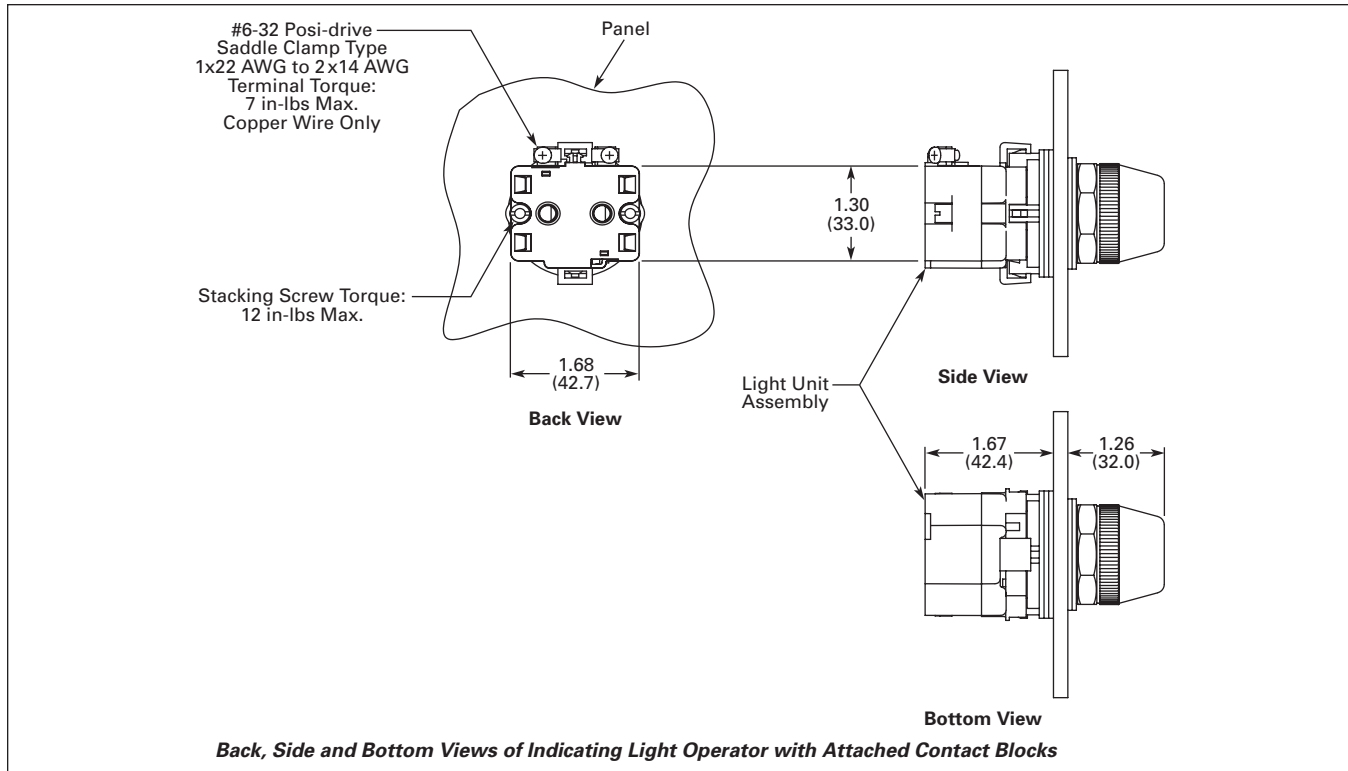 #6-32 Posi-drive
Saddle Clamp Type
1x22 AWG to 2x14 AWG
Terminal Torque:
7 in-lbs Max.
Copper Wire Only
Panel
1.30
(33.0)
Stacking Screw Torque:
12 in-lbs Max.
1.68
(42.7)
Back View
Side View
Light Unit
Assembly
1.67
(42.4)
1.26
(32.0)
Bottom View
Back, Side and Bottom Views of Indicating Light Operator with Attached Contact Blocks